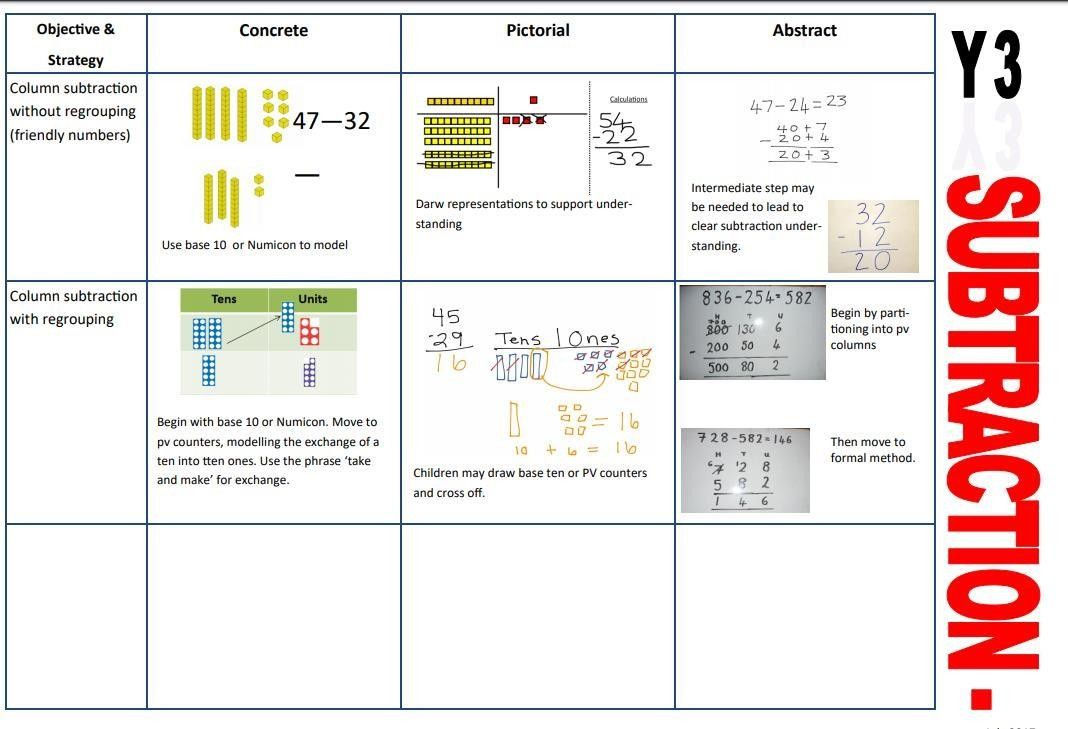 Objective &
Strategy
Concrete
Pictorial
Abstract
Y3
SUBTRACTION -
Column subtraction
without regrouping
(friendly numbers)
47—32
—
Use base 10 or Numicon to model
Calculations
54
-22
32
Darw representations to support under-
standing
47-24=23
40+7
- 20+4
20+3
Intermediate step may
be needed to lead to
clear subtraction under-
standing.
32
- 12
20
Column subtraction
with regrouping
Tens Units
Begin with base 10 or Numicon. Move to
pv counters, modelling the exchange of a
ten into tten ones. Use the phrase ‘take
and make’ for exchange.
45
-29
16
Tens | Ones
= 16
10 + 6 = 16
Children may draw base ten or PV counters
and cross off.
836-254=582
H T U
700
800 130 6
- 200 50 4
500 80 2
Begin by parti-
tioning into pv
columns
728-582=146
H T U
6 7 12 8
5 8 2
1 4 6
Then move to
formal method.